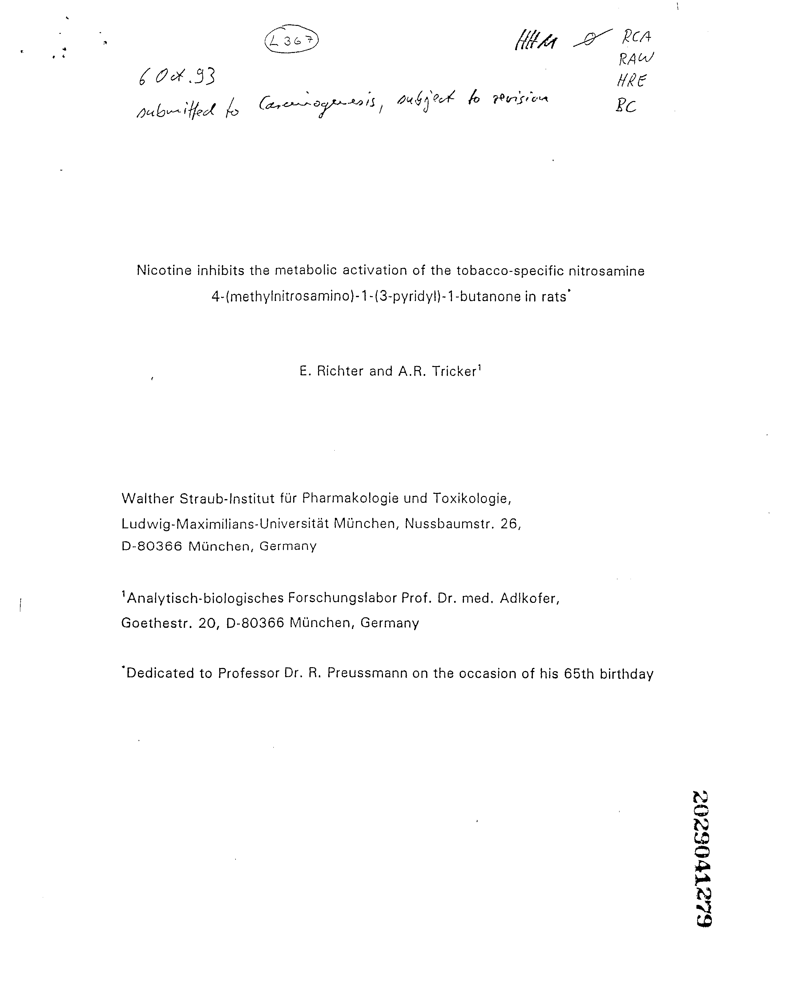 L 367
HHM
RCA
RAW
HRE
BC
6 Oct. 93
submitted to Carcinogenesis, subject to revision
Nicotine inhibits the metabolic activation of the tobacco-specific nitrosamine
4-(methylnitrosamino)-1-(3-pyridyl)-1-butanone in rats*
E. Richter and A.R. Tricker¹
Walther Straub-Institut für Pharmakologie und Toxikologie,
Ludwig-Maximilians-Universität München, Nussbaumstr. 26,
D-80366 München, Germany
¹Analytisch-biologisches Forschungslabor Prof. Dr. med. Adlkofer,
Goethestr. 20, D-80366 München, Germany
*Dedicated to Professor Dr. R. Preussmann on the occasion of his 65th birthday
2029041279